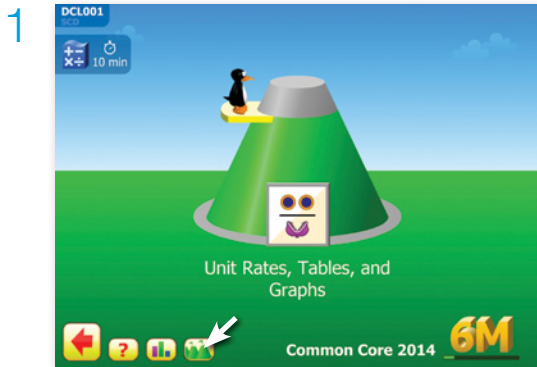 1
DCL001
SCD
+-
×÷
10 min
Unit Rates, Tables, and
Graphs
?
Common Core 2014
6M